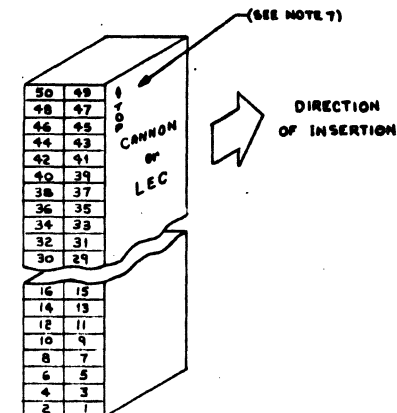 (SEE NOTE 7)
50 49
48 47
46 45
44 43
42 41
40 39
38 37
36 35
34 33
32 31
30 29
16 15
14 13
12 11
10 9
8 7
6 5
4 3
2 1
TOP
CANNON
or
LEC
DIRECTION
OF INSERTION